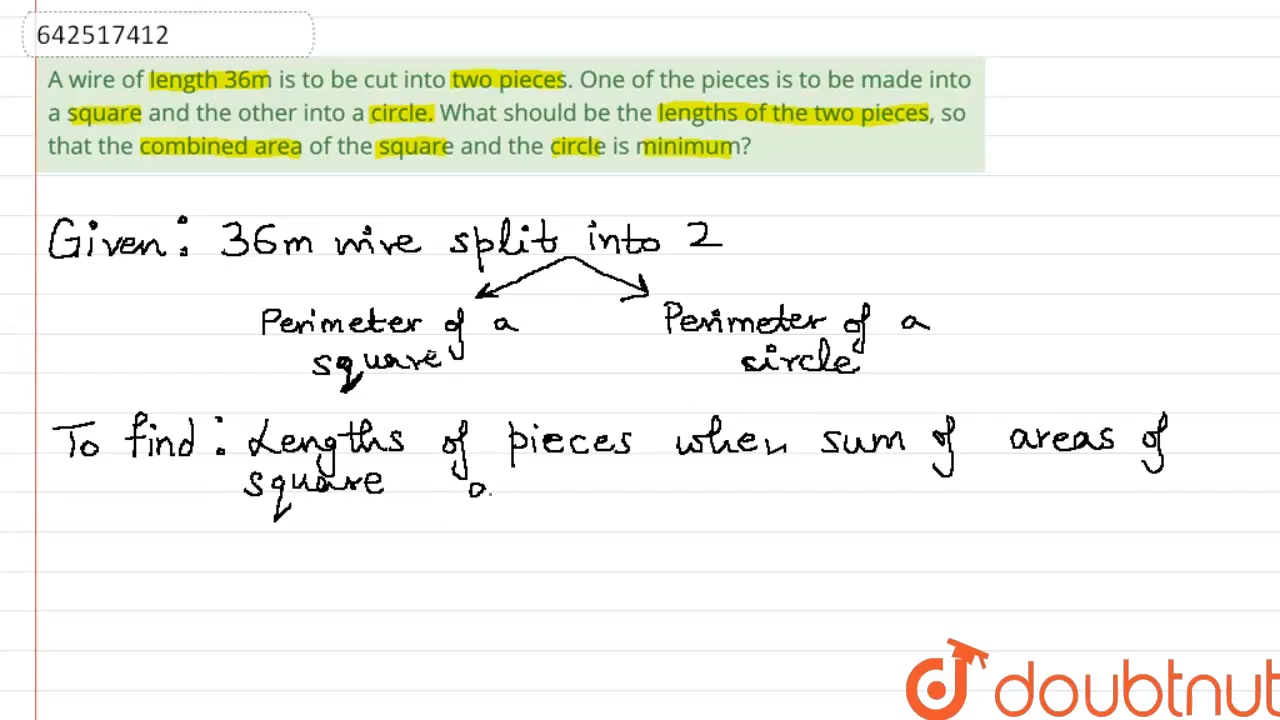 642517412
A wire of length 36m is to be cut into two pieces. One of the pieces is to be made into
a square and the other into a circle. What should be the lengths of the two pieces, so
that the combined area of the square and the circle is minimum?
Given: 36m wire split into 2
Perimeter of a
square
Perimeter of a
circle
To find: Lengths of pieces when sum of areas of
square a
doubtnut